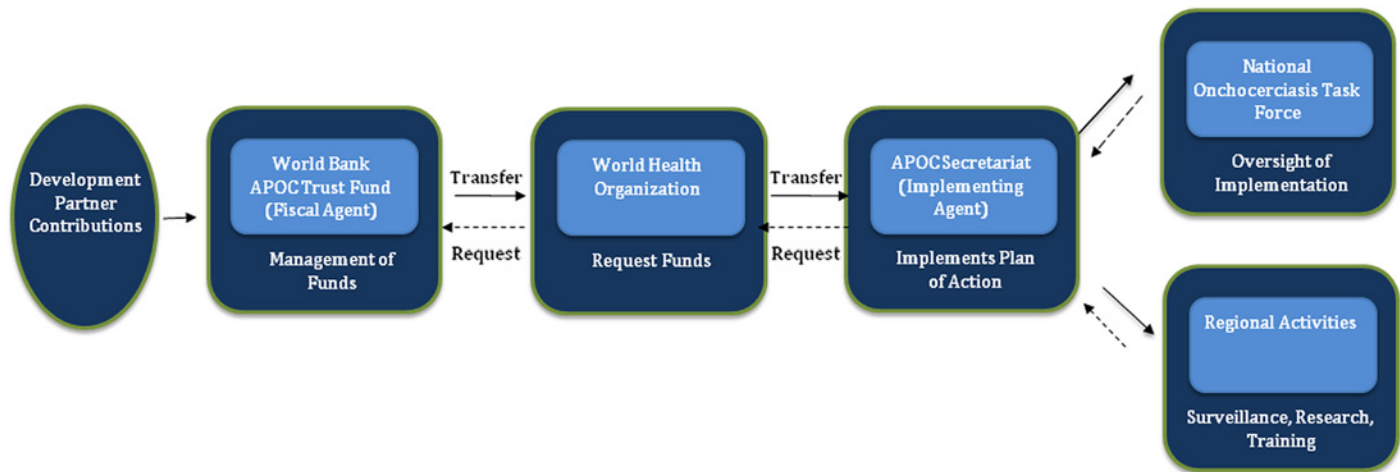 Development
Partner
Contributions
World Bank
APOC Trust Fund
(Fiscal Agent)
Management of
Funds
Transfer
Request
World Health
Organization
Request Funds
Transfer
Request
APOC Secretariat
(Implementing
Agent)
Implements Plan
of Action
National
Onchocerciasis Task
Force
Oversight of
Implementation
Regional Activities
Surveillance, Research,
Training